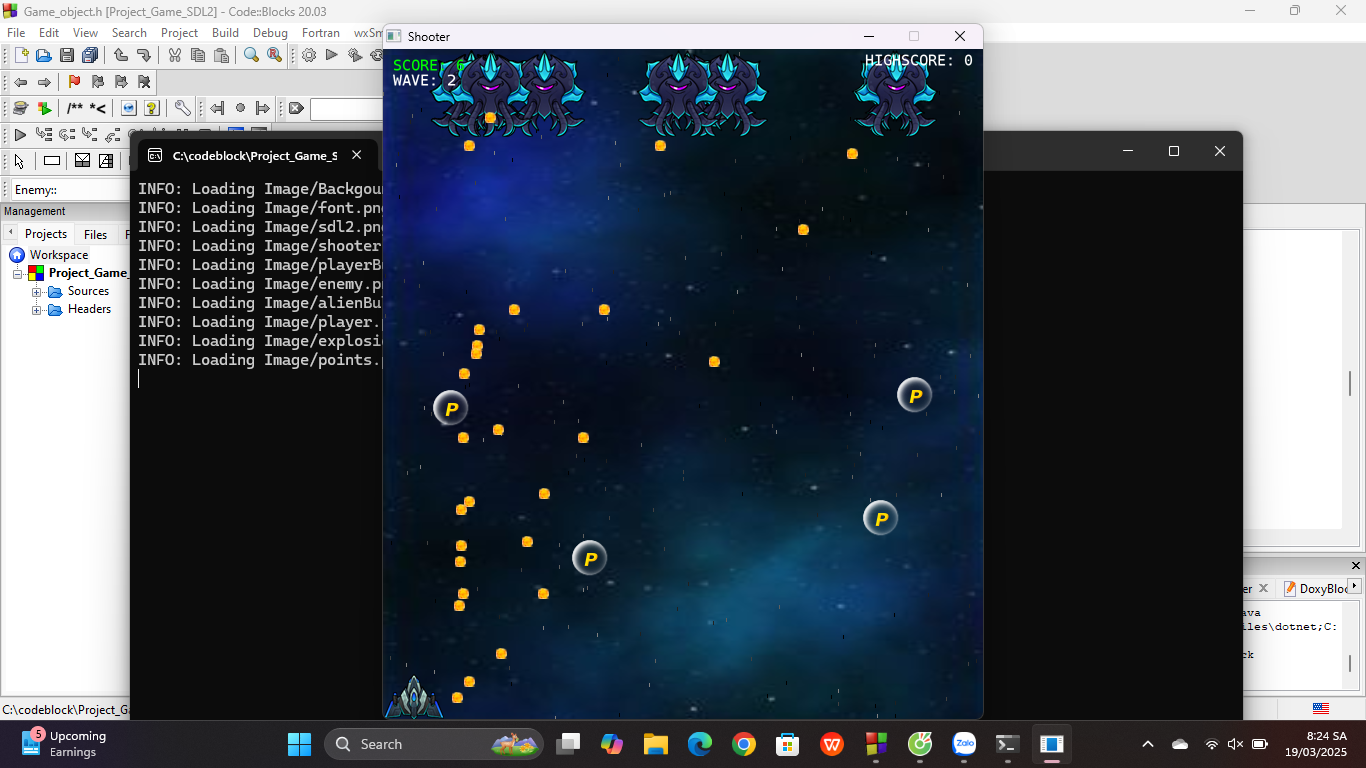 Game_object.h [Project_Game_SDL2] - Code::Blocks 20.03
File Edit View Search Project Build Debug Fortran wxSm
Shooter
SCORE: 6
HIGHSCORE: 0
WAVE: 2
/** *<
C:\codeblock\Project_Game_S
Enemy::
Management
Projects Files F
Workspace
Project_Game_
Sources
Headers
INFO: Loading Image/Backgou
INFO: Loading Image/font.pn
INFO: Loading Image/sdl2.pn
INFO: Loading Image/shooter
INFO: Loading Image/playerB
INFO: Loading Image/enemy.p
INFO: Loading Image/alienBu
INFO: Loading Image/player.
INFO: Loading Image/explosi
INFO: Loading Image/points.
P
P
P
P
er DoxyBloc
ava
iles\dotnet;C:
ck
C:\codeblock\Project_Ga
5
Upcoming
Earnings
Search
Zalo
8:24 SA
19/03/2025